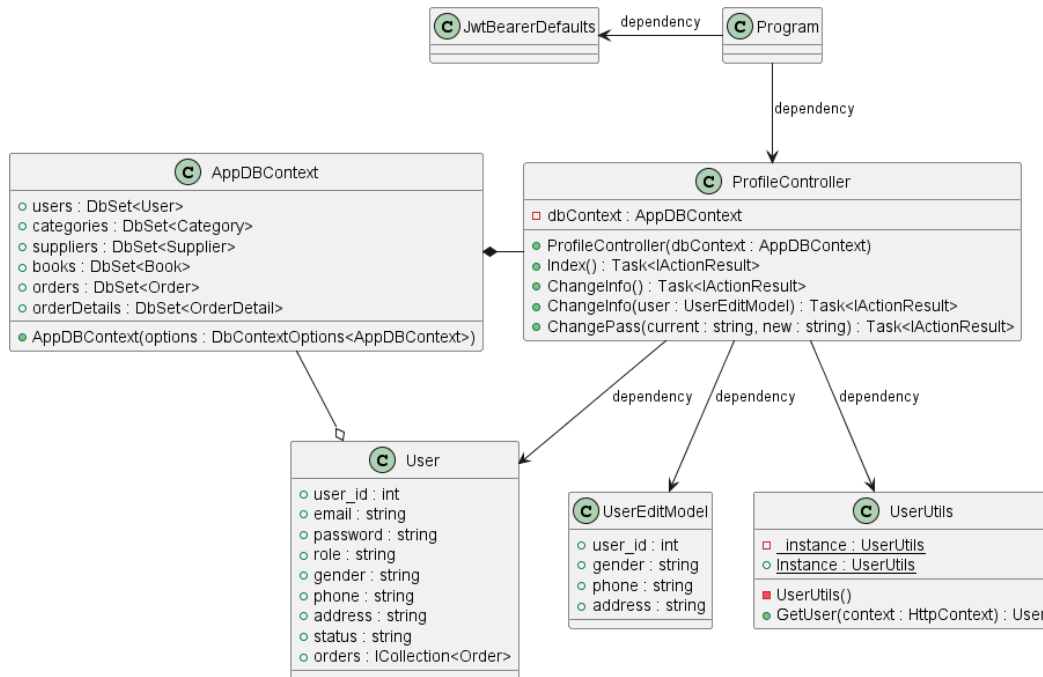 dependency
C JwtBearerDefaults
C Program
dependency
C AppDBContext
users : DbSet<User>
categories : DbSet<Category>
suppliers : DbSet<Supplier>
books : DbSet<Book>
orders : DbSet<Order>
orderDetails : DbSet<OrderDetail>
AppDBContext(options : DbContextOptions<AppDBContext>)
C ProfileController
dbContext : AppDBContext
ProfileController(dbContext : AppDBContext)
Index() : Task<IActionResult>
ChangeInfo() : Task<IActionResult>
ChangeInfo(user : UserEditModel) : Task<IActionResult>
ChangePass(current : string, new : string) : Task<IActionResult>
dependency
dependency
dependency
C User
user_id : int
email : string
password : string
role : string
gender : string
phone : string
address : string
status : string
orders : ICollection<Order>
C UserEditModel
user_id : int
gender : string
phone : string
address : string
C UserUtils
_instance : UserUtils
Instance : UserUtils
UserUtils()
GetUser(context : HttpContext) : User